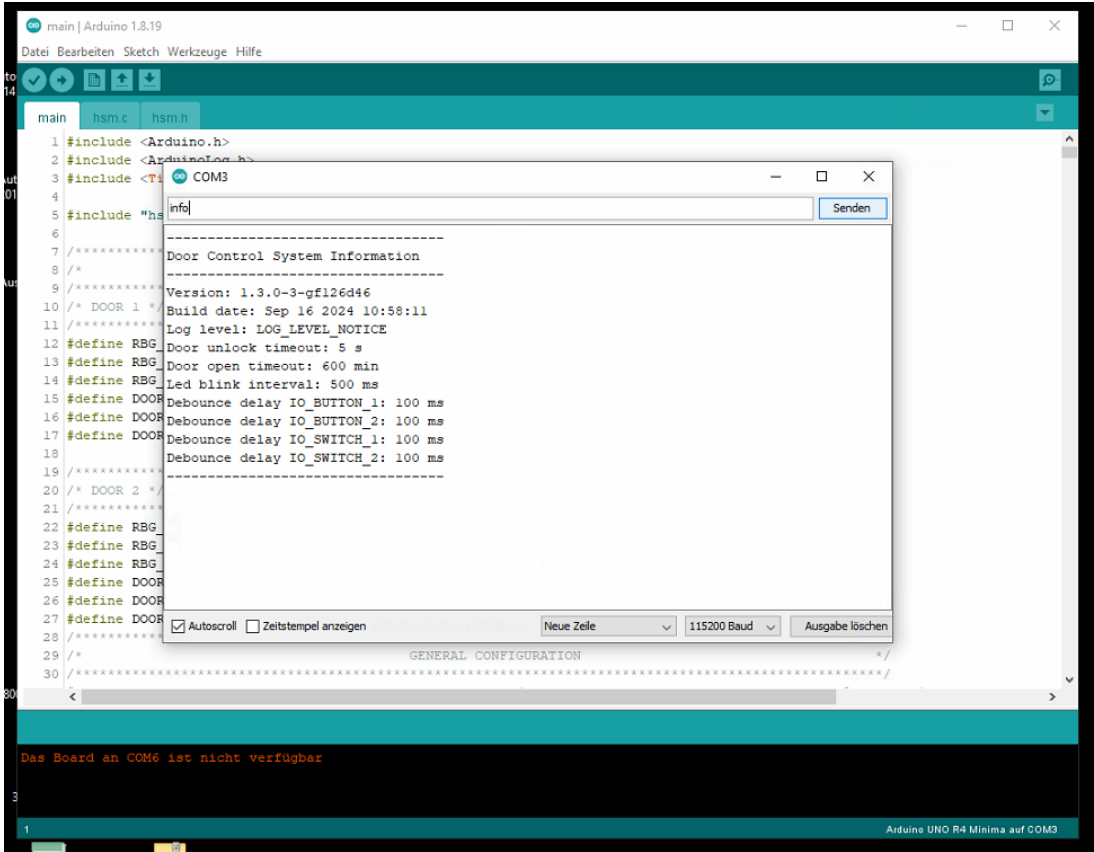 main | Arduino 1.8.19
Datei Bearbeiten Sketch Werkzeuge Hilfe
main hsm.c hsm.h
1 #include <Arduino.h>
2 #include <ArduinoLog.h>
3 #include <Ti
4
5 #include "hs
6
7 /***********
8 /*
9 /***********
10 /* DOOR 1 */
11 /***********
12 #define RBG_
13 #define RBG_
14 #define RBG_
15 #define DOOR
16 #define DOOR
17 #define DOOR
18
19 /***********
20 /* DOOR 2 */
21 /***********
22 #define RBG_
23 #define RBG_
24 #define RBG_
25 #define DOOR
26 #define DOOR
27 #define DOOR
28 /***********
29 /* GENERAL CONFIGURATION */
30 /********************************************************************************/
COM3
info
Senden
----------------------------------
Door Control System Information
----------------------------------
Version: 1.3.0-3-gf126d46
Build date: Sep 16 2024 10:58:11
Log level: LOG_LEVEL_NOTICE
Door unlock timeout: 5 s
Door open timeout: 600 min
Led blink interval: 500 ms
Debounce delay IO_BUTTON_1: 100 ms
Debounce delay IO_BUTTON_2: 100 ms
Debounce delay IO_SWITCH_1: 100 ms
Debounce delay IO_SWITCH_2: 100 ms
----------------------------------
Autoscroll Zeitstempel anzeigen Neue Zeile 115200 Baud Ausgabe löschen
Das Board an COM6 ist nicht verfügbar
1 Arduino UNO R4 Minima auf COM3